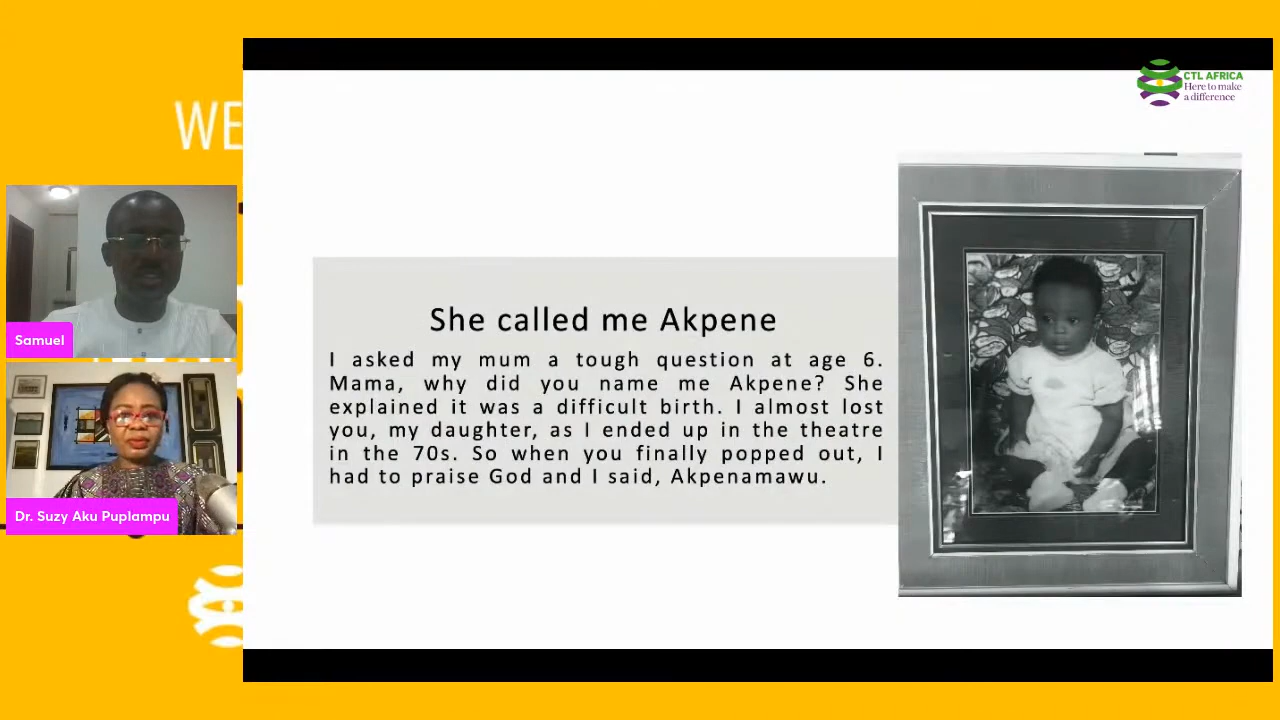 WE
CTL AFRICA
Here to make
a difference
Samuel
Dr. Suzy Aku Puplampu
She called me Akpene
I asked my mum a tough question at age 6.
Mama, why did you name me Akpene? She
explained it was a difficult birth. I almost lost
you, my daughter, as I ended up in the theatre
in the 70s. So when you finally popped out, I
had to praise God and I said, Akpenamawu.